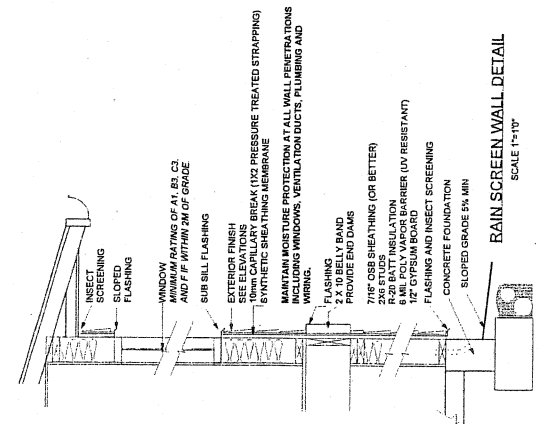 INSECT
SCREENING
SLOPED
FLASHING
WINDOW
MINIMUM RATING OF A1, B3, C3.
AND F IF WITHIN 2M OF GRADE.
SUB SILL FLASHING
EXTERIOR FINISH
SEE ELEVATIONS
10mm CAPILLARY BREAK (1X2 PRESSURE TREATED STRAPPING)
SYNTHETIC SHEATHING MEMBRANE
MAINTAIN MOISTURE PROTECTION AT ALL WALL PENETRATIONS
INCLUDING WINDOWS, VENTILATION DUCTS, PLUMBING AND
WIRING.
FLASHING
2 X 10 BELLY BAND
PROVIDE END DAMS
7/16" OSB SHEATHING (OR BETTER)
2X6 STUDS
R-20 BATT INSULATION
6 MIL POLY VAPOR BARRIER (UV RESISTANT)
1/2" GYPSUM BOARD
FLASHING AND INSECT SCREENING
CONCRETE FOUNDATION
SLOPED GRADE 5% MIN
RAIN SCREEN WALL DETAIL
SCALE 1"=1'0"